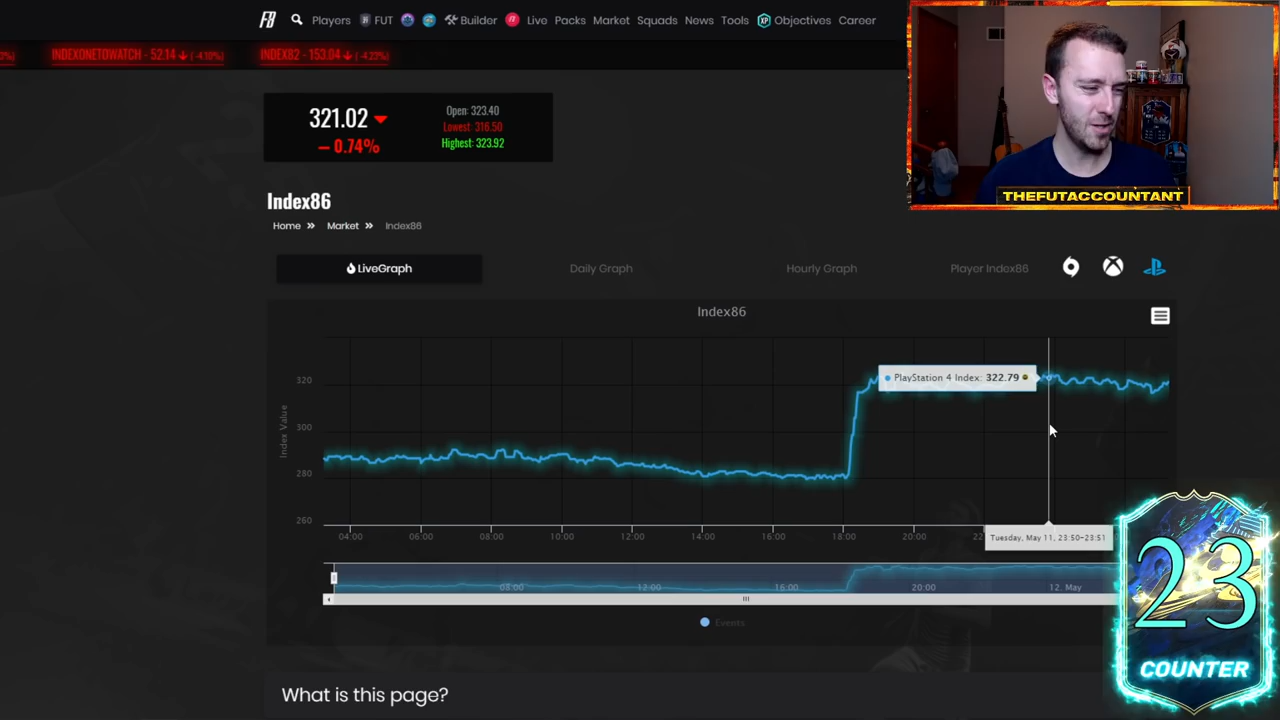 F8 Players FUT Builder Live Packs Market Squads News Tools XP Objectives Career
INDEXONETOWATCH - 52.14 (-4.10%) INDEX82 - 153.04 (-4.23%)
321.02
– 0.74%
Open: 323.40
Lowest: 316.50
Highest: 323.92
THEFUTACCOUNTANT
Index86
Home Market Index86
LiveGraph Daily Graph Hourly Graph Player Index86
Index86
PlayStation 4 Index: 322.79
Index Value
320
300
280
260
04:00 06:00 08:00 10:00 12:00 14:00 16:00 18:00 20:00
Tuesday, May 11, 23:50-23:51
08:00 12:00 16:00 20:00 12. May
Events
23
COUNTER
What is this page?